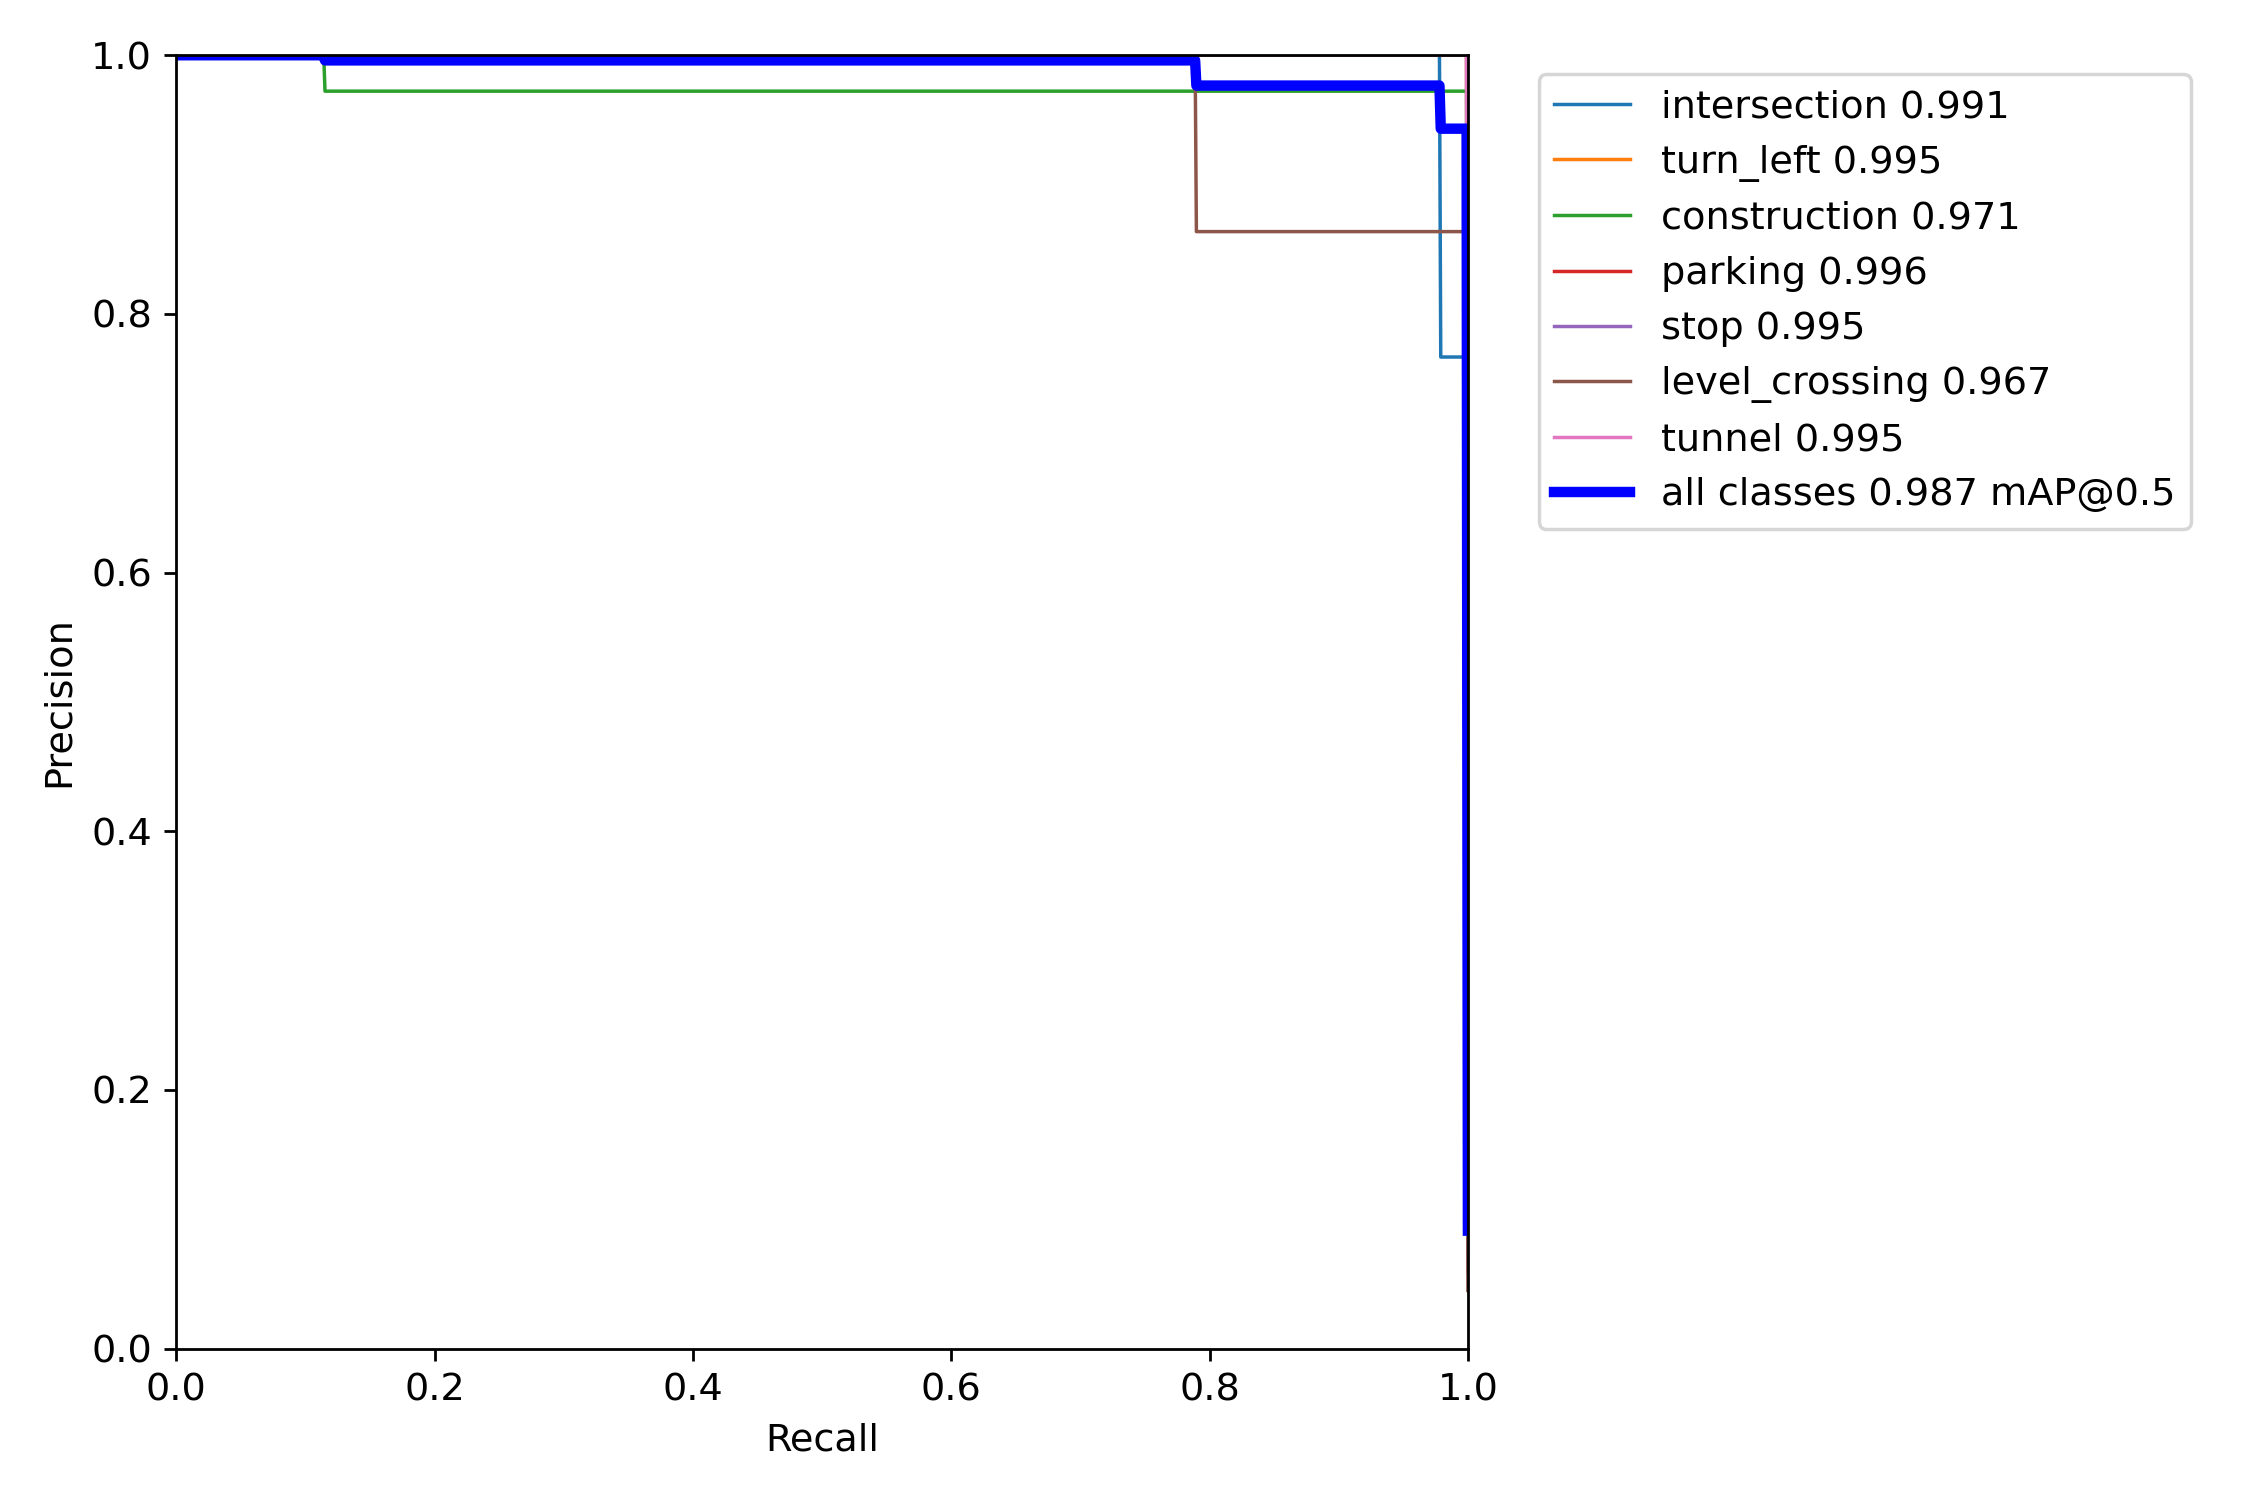 1.0
0.8
0.6
0.4
0.2
0.0
Precision
0.0 0.2 0.4 0.6 0.8 1.0
Recall
intersection 0.991
turn_left 0.995
construction 0.971
parking 0.996
stop 0.995
level_crossing 0.967
tunnel 0.995
all classes 0.987 mAP@0.5